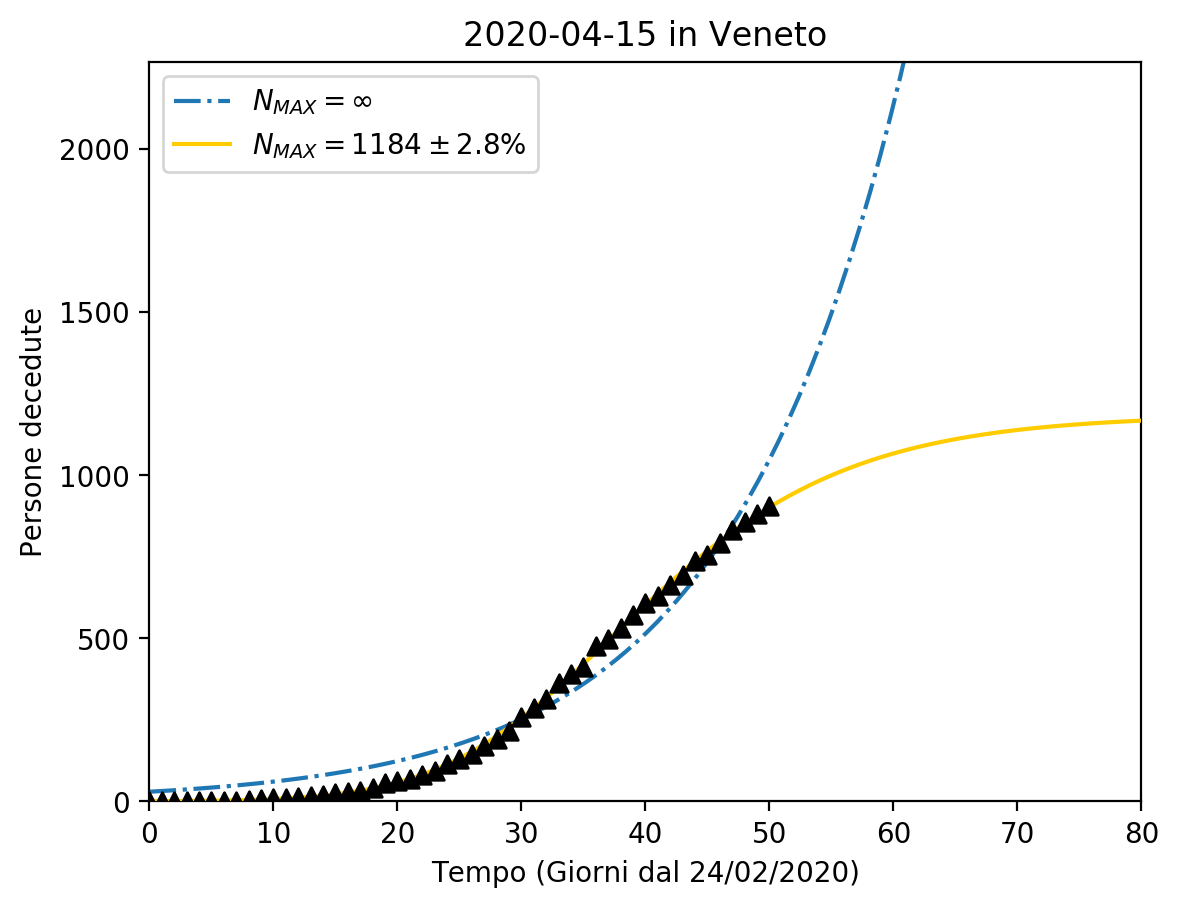 2020-04-15 in Veneto
N_MAX = ∞
N_MAX = 1184 ± 2.8%
Persone decedute
2000
1500
1000
500
0
0 10 20 30 40 50 60 70 80
Tempo (Giorni dal 24/02/2020)